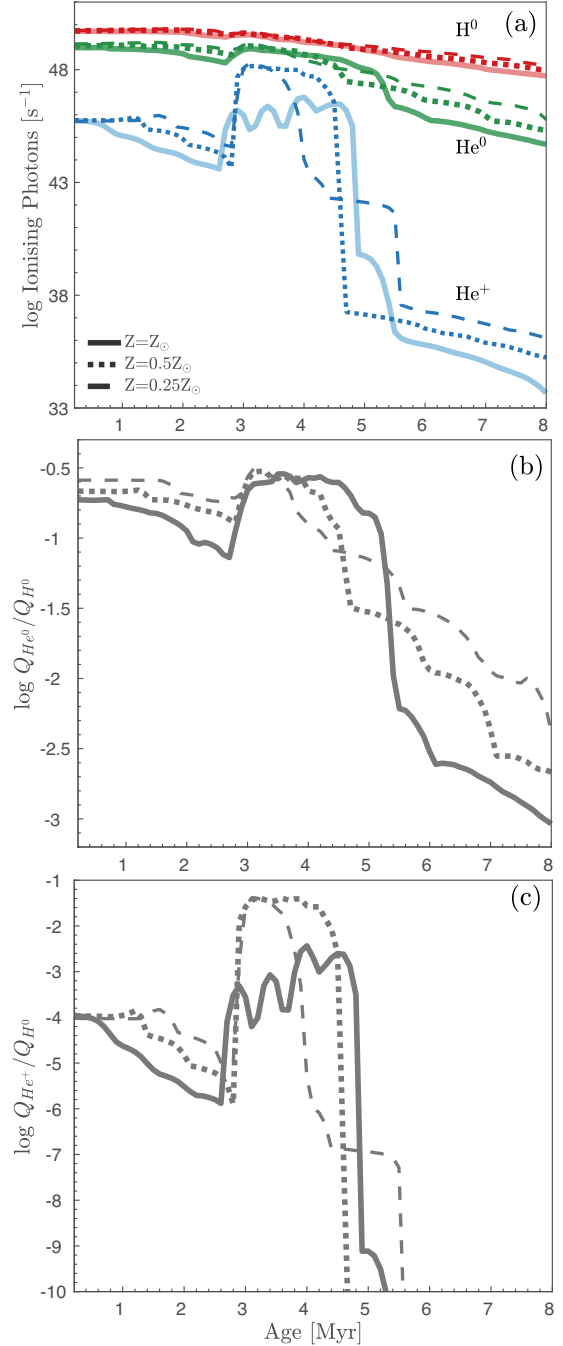 (a)
H⁰
48
He⁰
43
log Ionising Photons [s⁻¹]
He⁺
38
Z=Z⊙
Z=0.5Z⊙
Z=0.25Z⊙
33
1 2 3 4 5 6 7 8
(b)
-0.5
-1
-1.5
log Q_{He⁰}/Q_{H⁰}
-2
-2.5
-3
1 2 3 4 5 6 7 8
-1
(c)
-2
-3
-4
-5
log Q_{He⁺}/Q_{H⁰}
-6
-7
-8
-9
-10
1 2 3 4 5 6 7 8
Age [Myr]